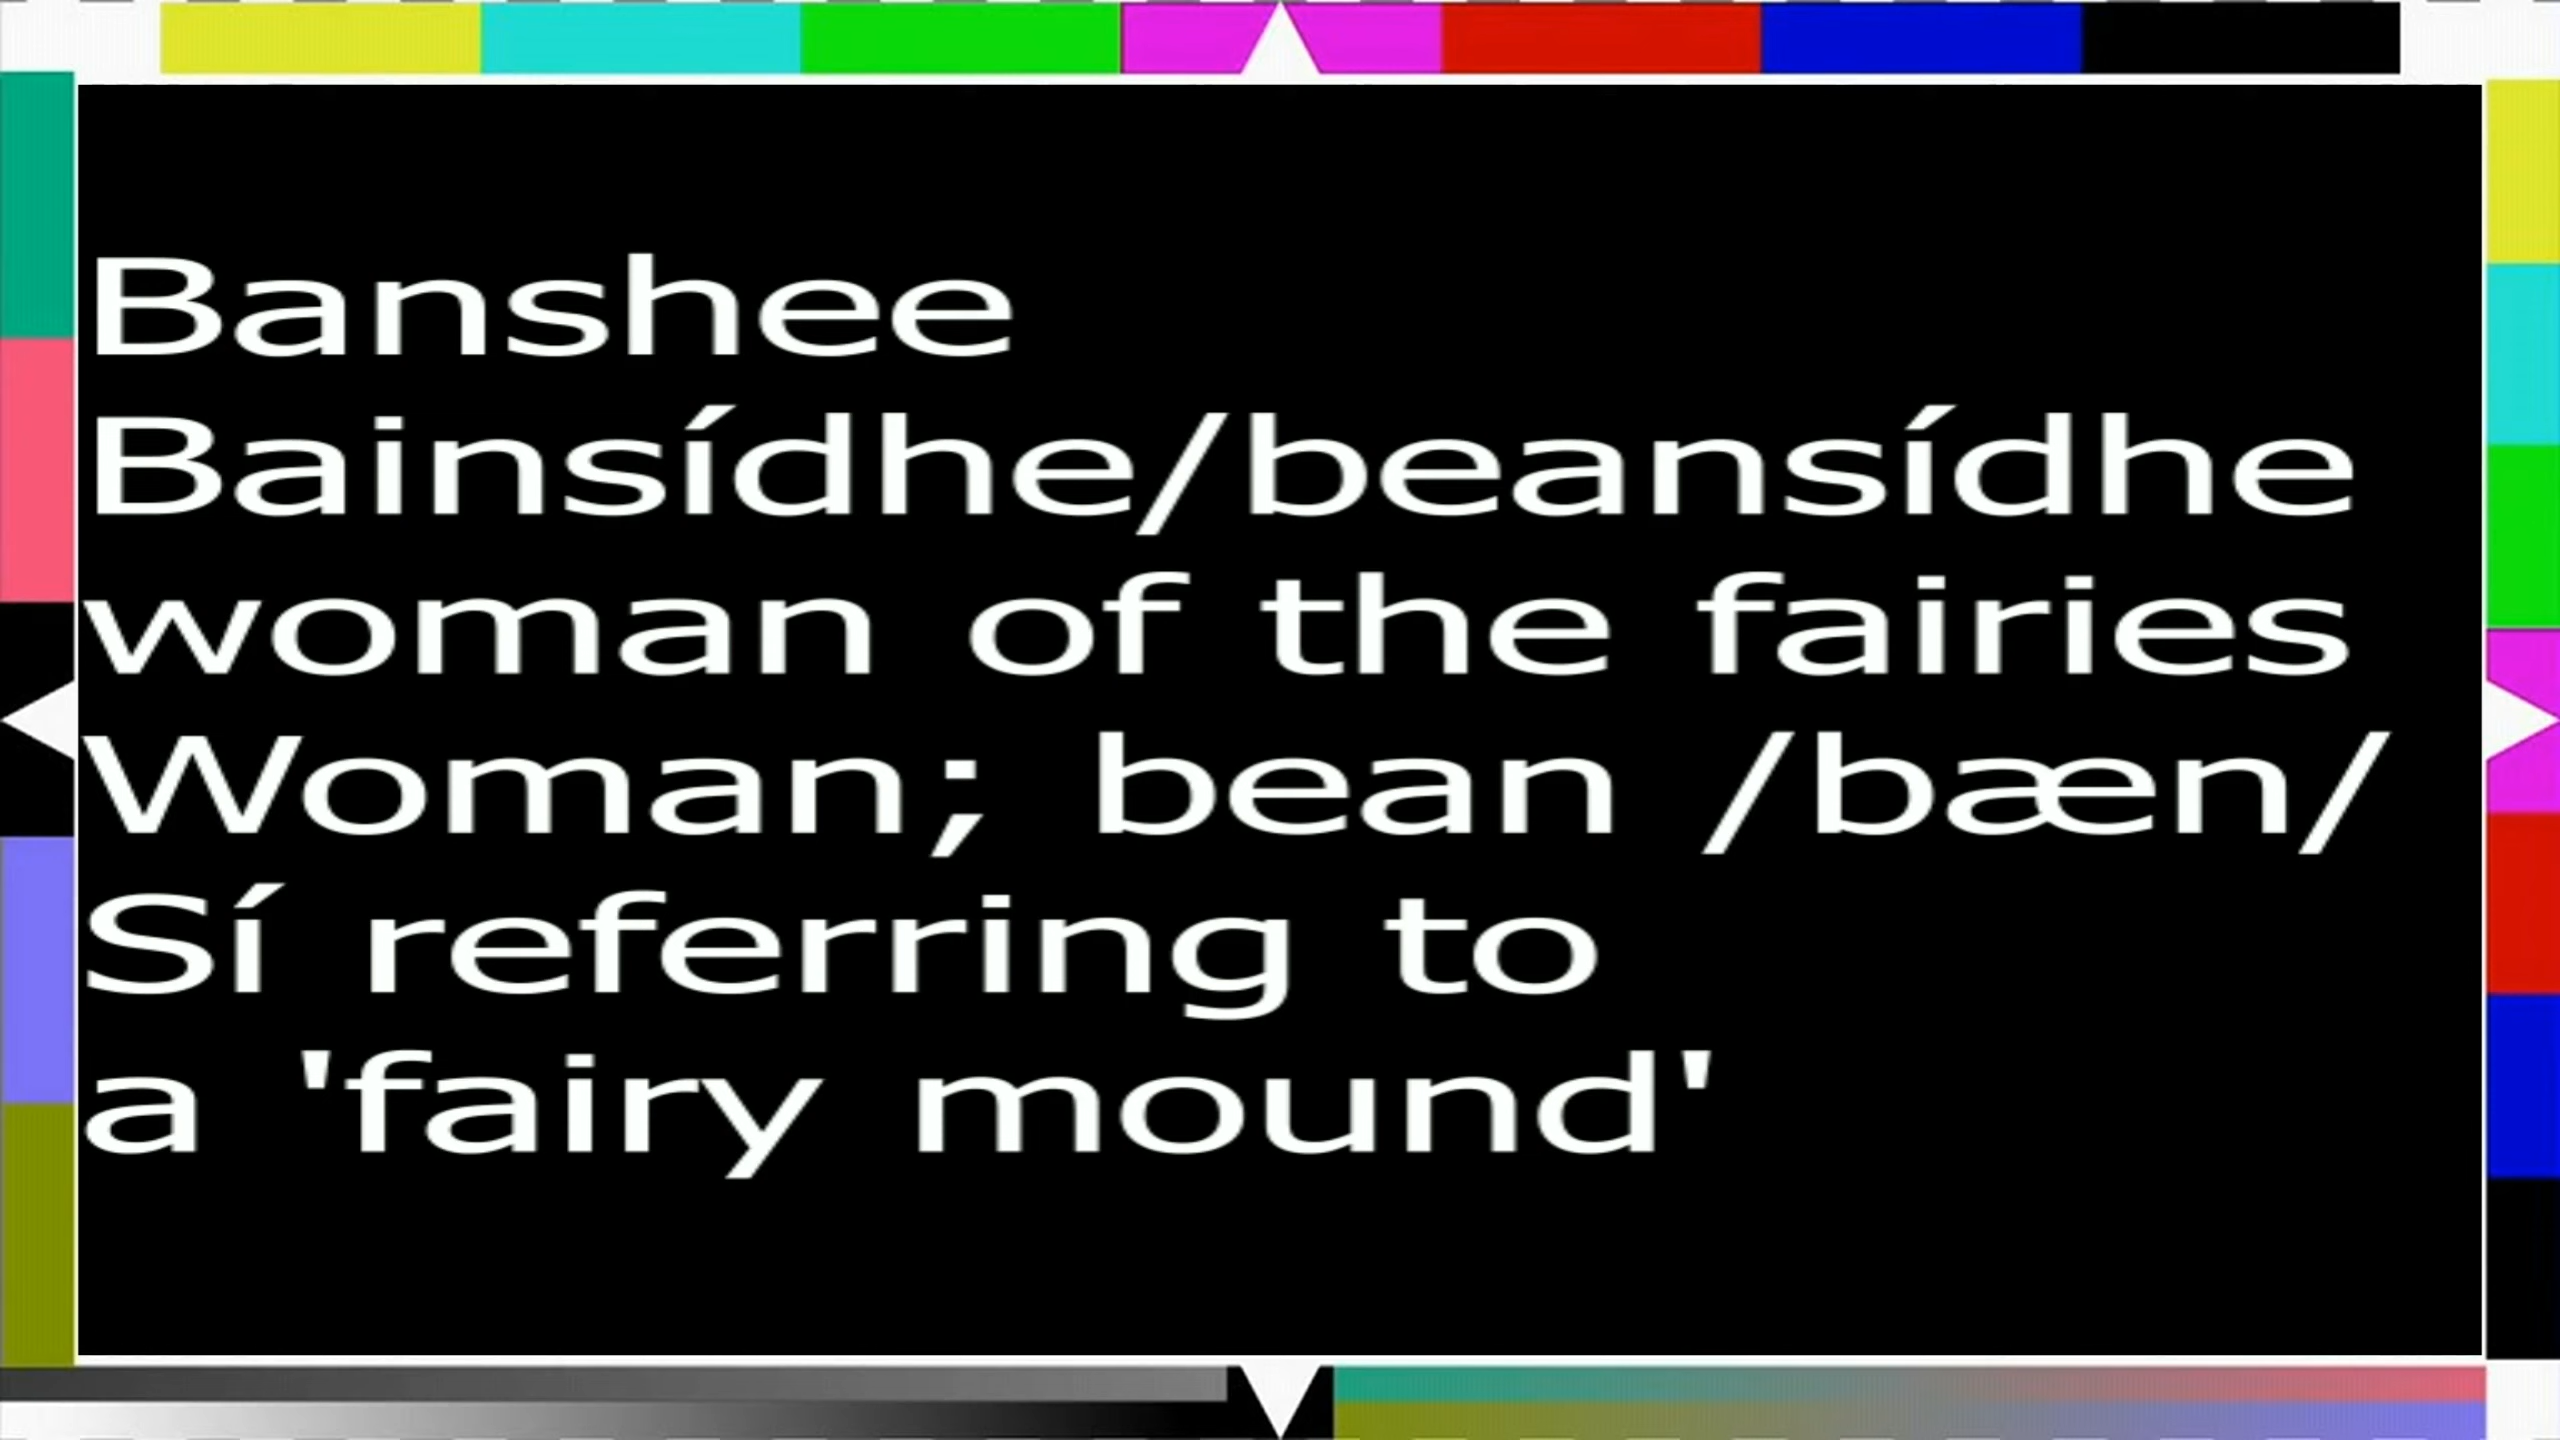 Banshee
Bainsídhe/beansídhe
woman of the fairies
Woman; bean /bæn/
Sí referring to
a 'fairy mound'